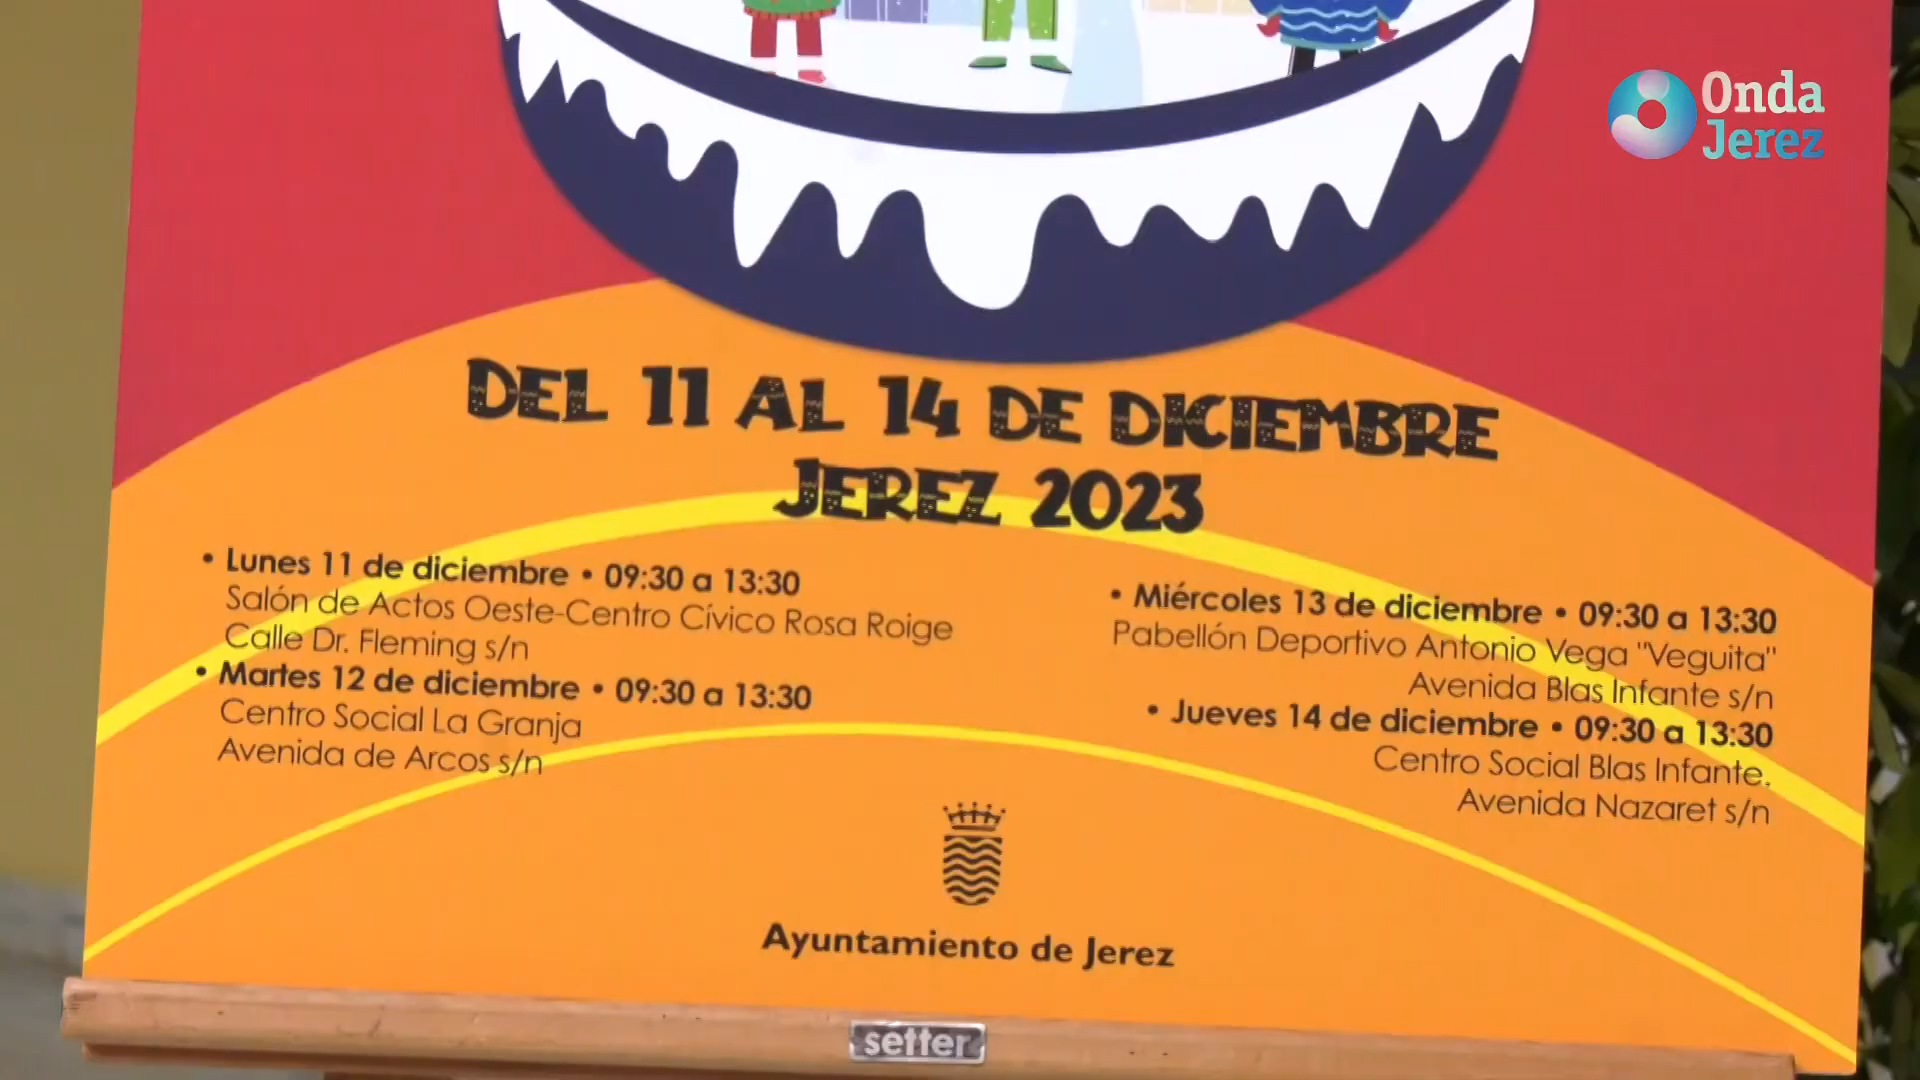 Onda
Jerez
DEL 11 AL 14 DE DICIEMBRE
JEREZ 2023
• Lunes 11 de diciembre • 09:30 a 13:30
Salón de Actos Oeste-Centro Cívico Rosa Roige
Calle Dr. Fleming s/n
• Martes 12 de diciembre • 09:30 a 13:30
Centro Social La Granja
Avenida de Arcos s/n
• Miércoles 13 de diciembre • 09:30 a 13:30
Pabellón Deportivo Antonio Vega "Veguita"
Avenida Blas Infante s/n
• Jueves 14 de diciembre • 09:30 a 13:30
Centro Social Blas Infante.
Avenida Nazaret s/n
Ayuntamiento de Jerez
setter